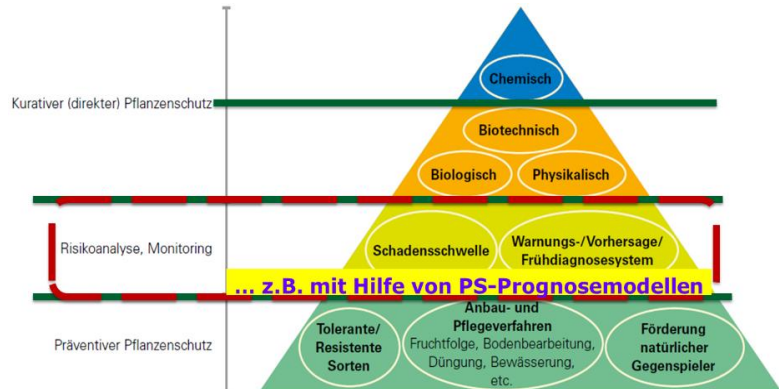 Chemisch
Kurativer (direkter) Pflanzenschutz
Biotechnisch
Biologisch
Physikalisch
Risikoanalyse, Monitoring
Schadensschwelle
Warnungs-/Vorhersage/
Frühdiagnosesystem
... z.B. mit Hilfe von PS-Prognosemodellen
Präventiver Pflanzenschutz
Tolerante/
Resistente
Sorten
Anbau- und
Pflegeverfahren
Fruchtfolge, Bodenbearbeitung,
Düngung, Bewässerung,
etc.
Förderung
natürlicher
Gegenspieler